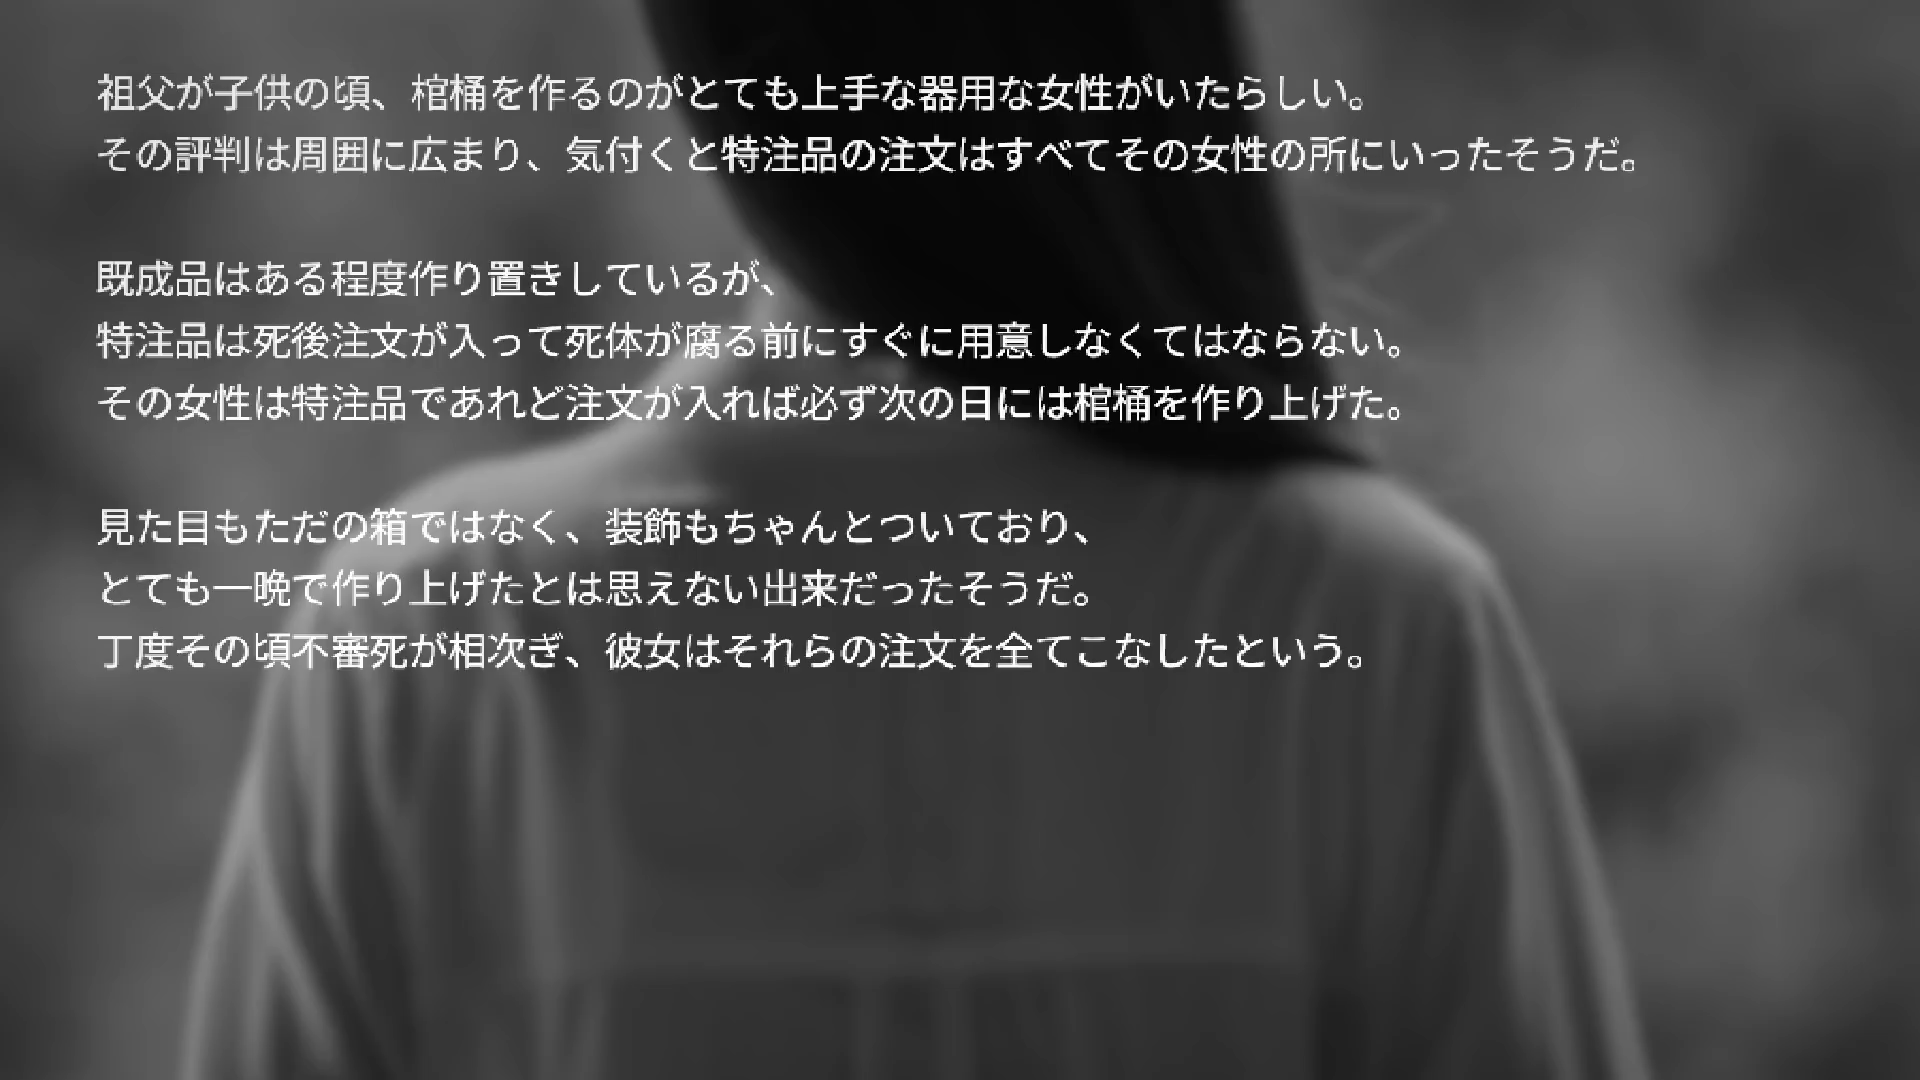 祖父が子供の頃、棺桶を作るのがとても上手な器用な女性がいたらしい。
その評判は周囲に広まり、気付くと特注品の注文はすべてその女性の所にいったそうだ。
既成品はある程度作り置きしているが、
特注品は死後注文が入って死体が腐る前にすぐに用意しなくてはならない。
その女性は特注品であれど注文が入れば必ず次の日には棺桶を作り上げた。
見た目もただの箱ではなく、装飾もちゃんとついており、
とても一晩で作り上げたとは思えない出来だったそうだ。
丁度その頃不審死が相次ぎ、彼女はそれらの注文を全てこなしたという。